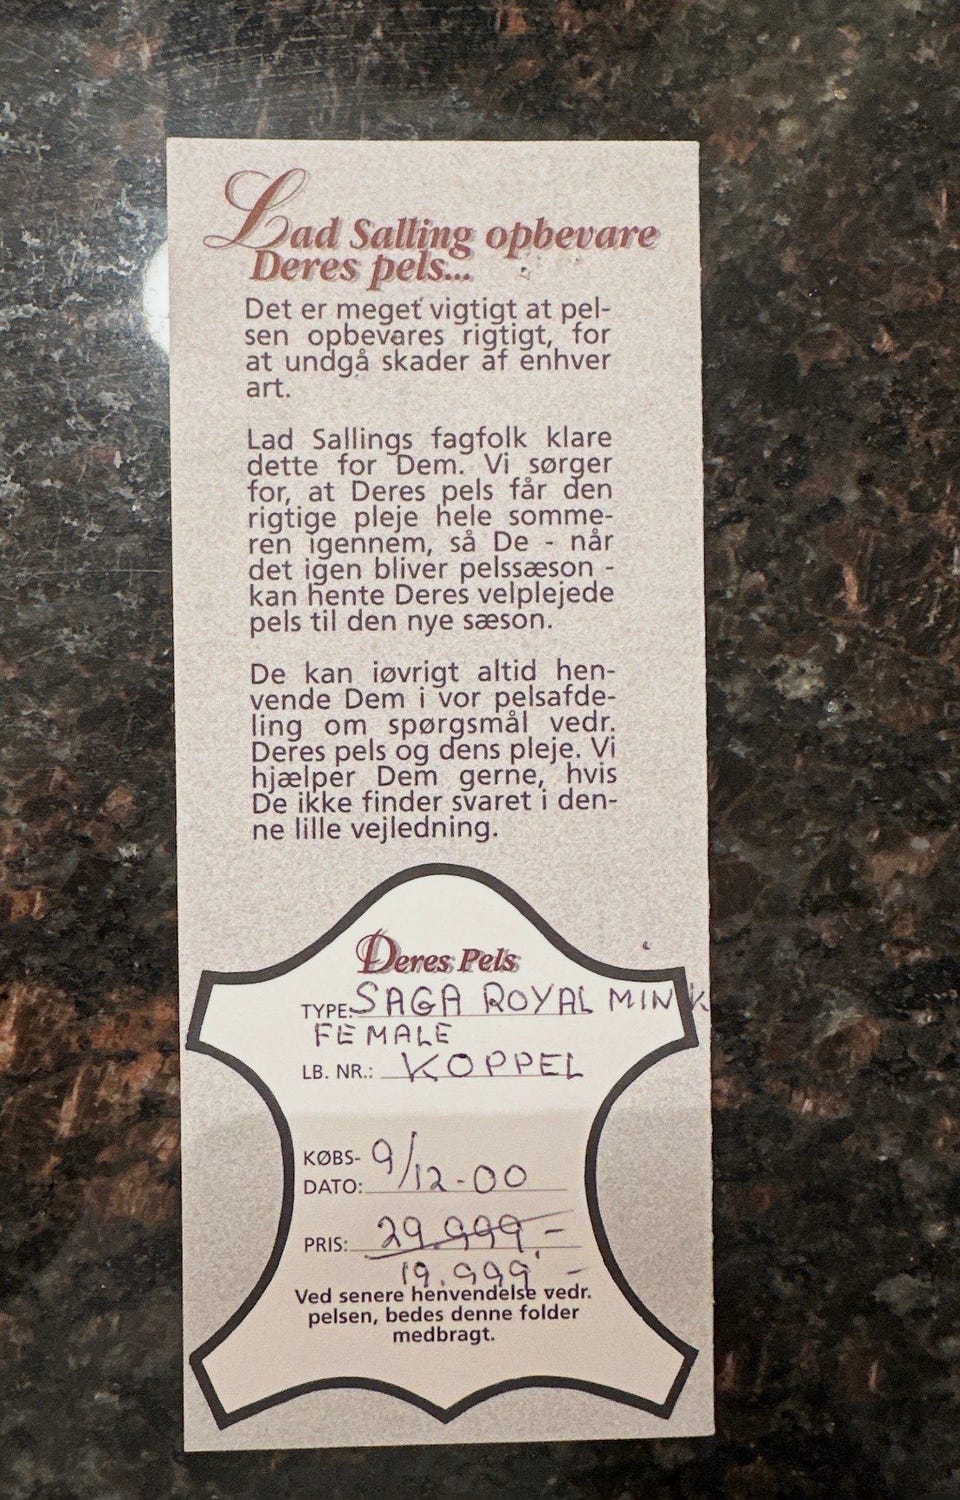 Lad Salling opbevare
Deres pels...
Det er meget vigtigt at pel-
sen opbevares rigtigt, for
at undgå skader af enhver
art.
Lad Sallings fagfolk klare
dette for Dem. Vi sørger
for, at Deres pels får den
rigtige pleje hele somme-
ren igennem, så De - når
det igen bliver pelssæson -
kan hente Deres velplejede
pels til den nye sæson.
De kan iøvrigt altid hen-
vende Dem i vor pelsafde-
ling om spørgsmål vedr.
Deres pels og dens pleje. Vi
hjælper Dem gerne, hvis
De ikke finder svaret i den-
ne lille vejledning.
Deres Pels
TYPE: SAGA ROYAL MINK
FEMALE
LB. NR.: KOPPEL
KØBS- 9/12-00
DATO:
PRIS: 29.999,-
19.999,-
Ved senere henvendelse vedr.
pelsen, bedes denne folder
medbragt.